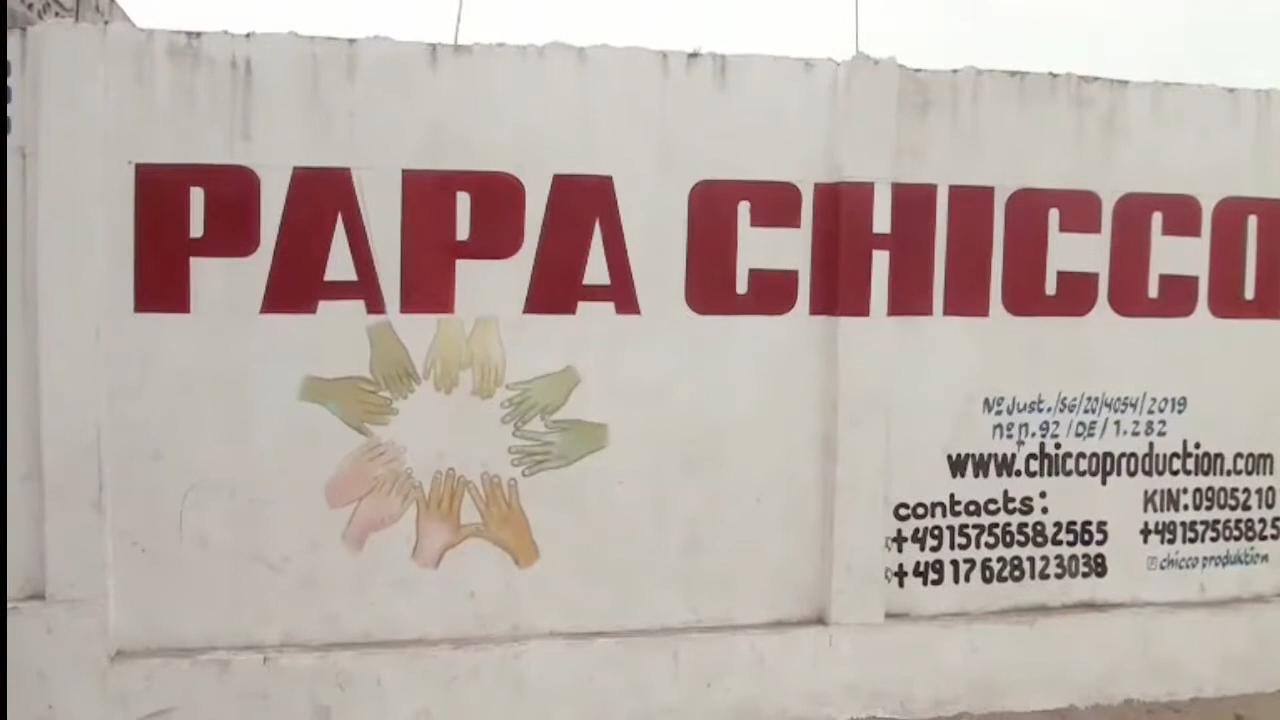 PAPA CHICCO
Nº Just./SG/20/4054/2019
nº n.92 /DE/1.282
www.chiccoproduction.com
contacts: KIN:0905210
+4915756582565 +49157565825
+4917628123038 chicco produktion